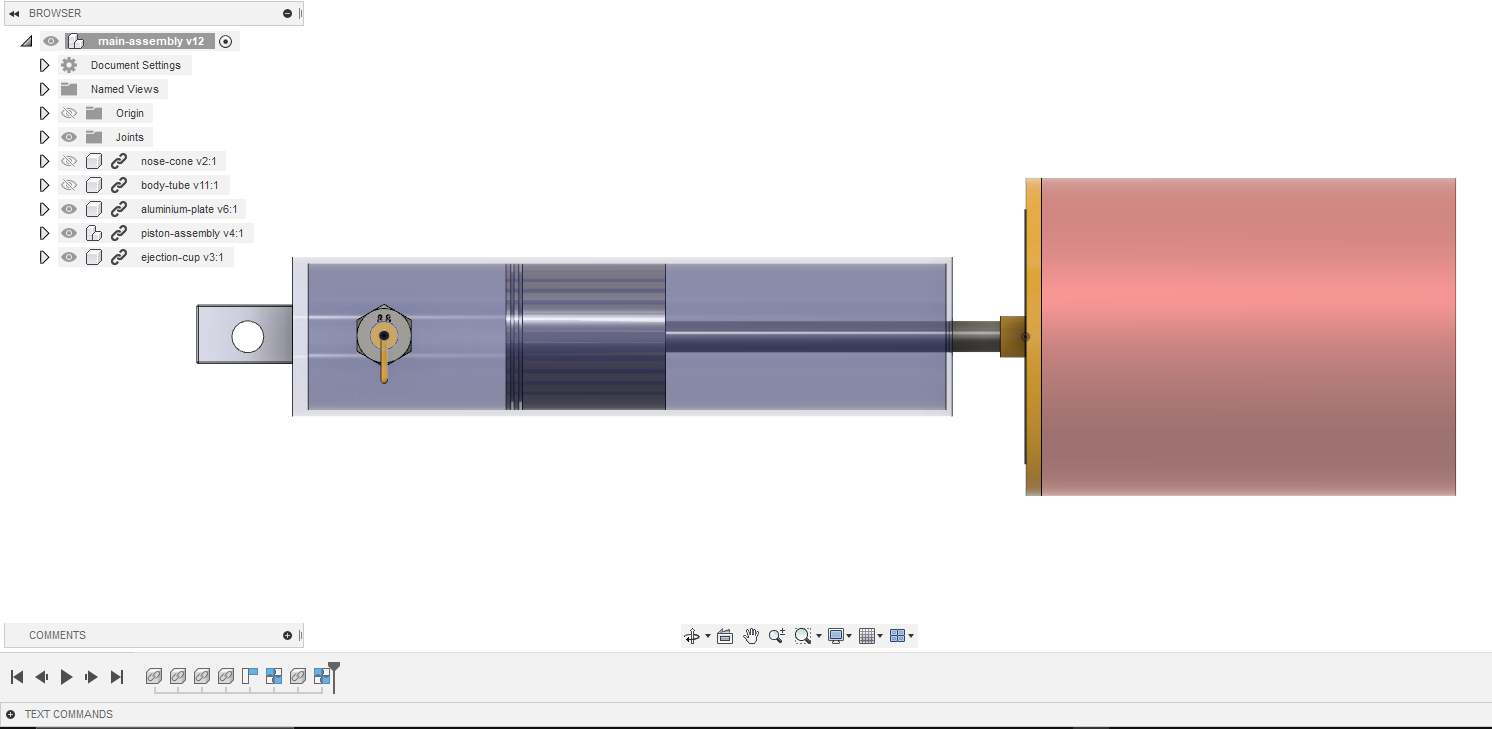 BROWSER
main-assembly v12
Document Settings
Named Views
Origin
Joints
nose-cone v2:1
body-tube v11:1
aluminium-plate v6:1
piston-assembly v4:1
ejection-cup v3:1
8.8
COMMENTS
TEXT COMMANDS